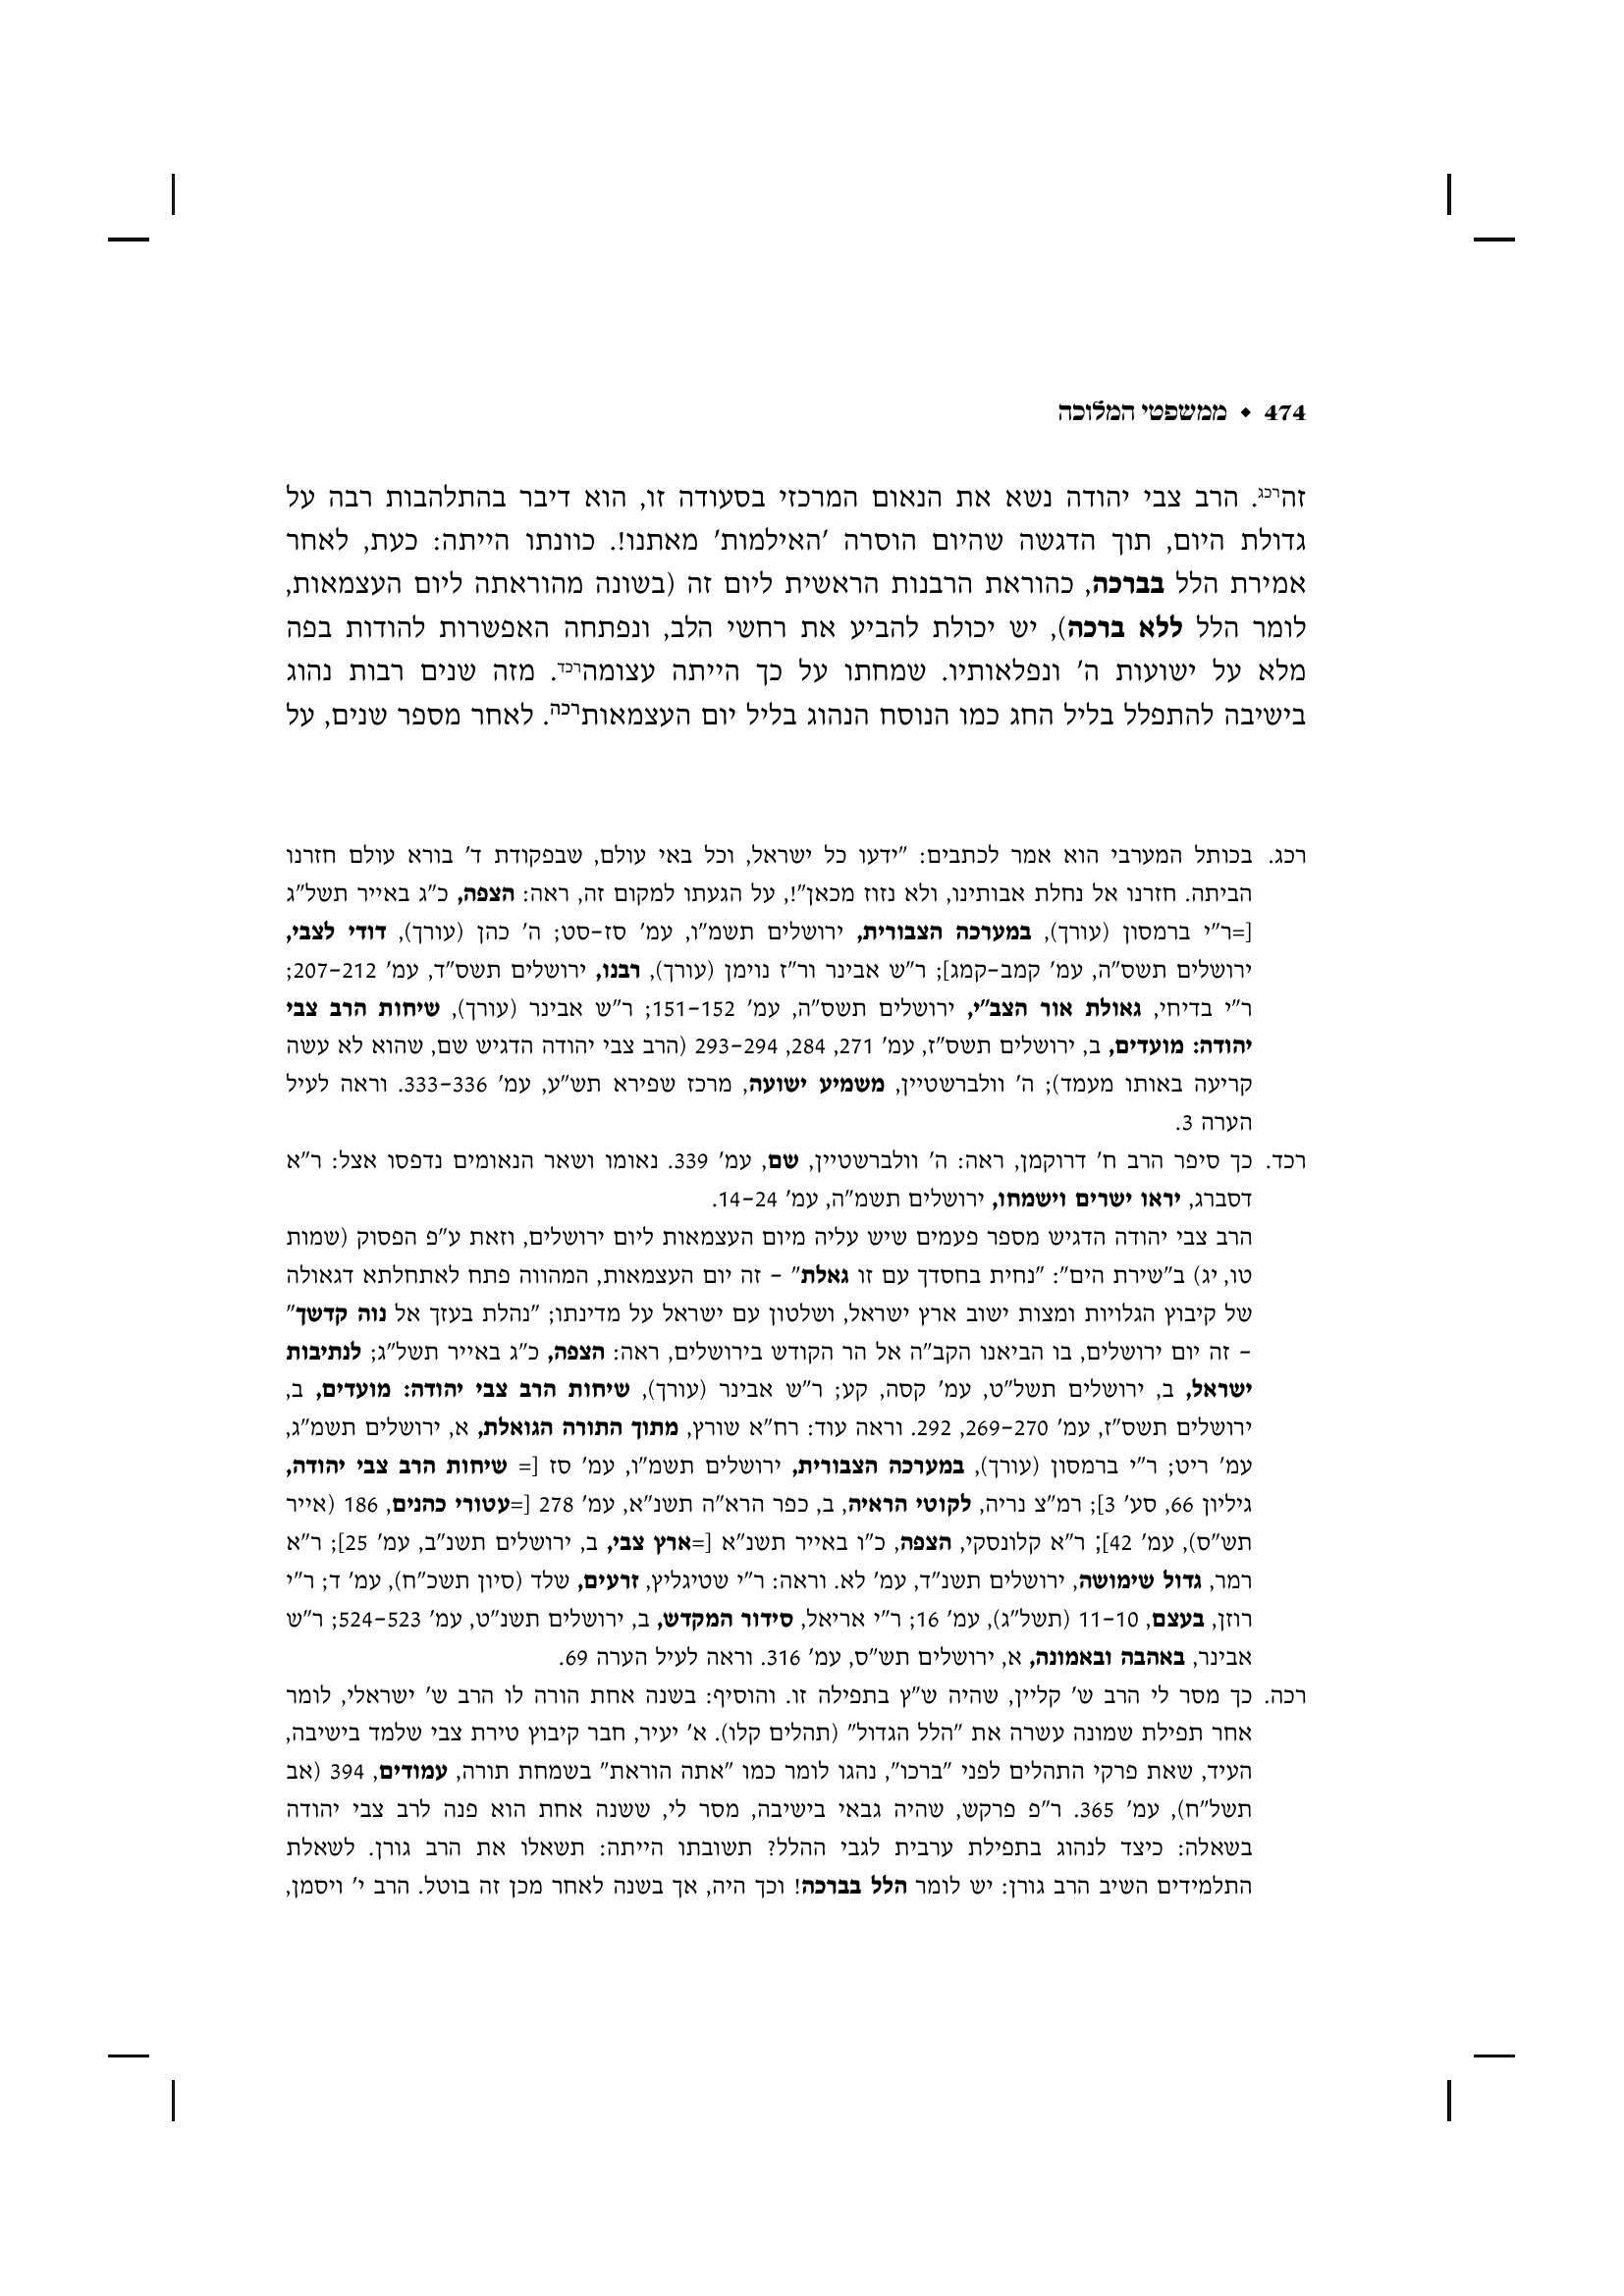 474 ◆ ממשפטי המלוכה
זהרכג. הרב צבי יהודה נשא את הנאום המרכזי בסעודה זו, הוא דיבר בהתלהבות רבה על
גדולת היום, תוך הדגשה שהיום הוסרה 'האילמות' מאתנו!. כוונתו הייתה: כעת, לאחר
אמירת הלל בברכה, כהוראת הרבנות הראשית ליום זה (בשונה מהוראתה ליום העצמאות,
לומר הלל ללא ברכה), יש יכולת להביע את רחשי הלב, ונפתחה האפשרות להודות בפה
מלא על ישועות ה' ונפלאותיו. שמחתו על כך הייתה עצומהרכד. מזה שנים רבות נהוג
בישיבה להתפלל בליל החג כמו הנוסח הנהוג בליל יום העצמאותרכה. לאחר מספר שנים, על
רכג. בכותל המערבי הוא אמר לכתבים: "ידעו כל ישראל, וכל באי עולם, שבפקודת ד' בורא עולם חזרנו
הביתה. חזרנו אל נחלת אבותינו, ולא נזוז מכאן"!, על הגעתו למקום זה, ראה: הצפה, כ"ג באייר תשל"ג
[=ר"י ברמסון (עורך), במערכה הצבורית, ירושלים תשמ"ו, עמ' סז-סט; ה' כהן (עורך), דודי לצבי,
ירושלים תשס"ה, עמ' קמב-קמג]; ר"ש אבינר ור"ז נוימן (עורך), רבנו, ירושלים תשס"ד, עמ' 207-212;
ר"י בדיחי, גאולת אור הצב"י, ירושלים תשס"ה, עמ' 151-152; ר"ש אבינר (עורך), שיחות הרב צבי
יהודה: מועדים, ב, ירושלים תשס"ז, עמ' 271, 284, 293-294 (הרב צבי יהודה הדגיש שם, שהוא לא עשה
קריעה באותו מעמד); ה' וולברשטיין, משמיע ישועה, מרכז שפירא תש"ע, עמ' 333-336. וראה לעיל
הערה 3.
רכד. כך סיפר הרב ח' דרוקמן, ראה: ה' וולברשטיין, שם, עמ' 339. נאומו ושאר הנאומים נדפסו אצל: ר"א
דסברג, יראו ישרים וישמחו, ירושלים תשמ"ה, עמ' 14-24.
הרב צבי יהודה הדגיש מספר פעמים שיש עליה מיום העצמאות ליום ירושלים, וזאת ע"פ הפסוק (שמות
טו, יג) ב"שירת הים": "נחית בחסדך עם זו גאלת" - זה יום העצמאות, המהווה פתח לאתחלתא דגאולה
של קיבוץ הגלויות ומצות ישוב ארץ ישראל, ושלטון עם ישראל על מדינתו; "נהלת בעזך אל נוה קדשך"
- זה יום ירושלים, בו הביאנו הקב"ה אל הר הקודש בירושלים, ראה: הצפה, כ"ג באייר תשל"ג; לנתיבות
ישראל, ב, ירושלים תשל"ט, עמ' קסה, קע; ר"ש אבינר (עורך), שיחות הרב צבי יהודה: מועדים, ב,
ירושלים תשס"ז, עמ' 269-270, 292. וראה עוד: רח"א שורץ, מתוך התורה הגואלת, א, ירושלים תשמ"ג,
עמ' ריט; ר"י ברמסון (עורך), במערכה הצבורית, ירושלים תשמ"ו, עמ' סז [= שיחות הרב צבי יהודה,
גיליון 66, סע' 3]; רמ"צ נריה, לקוטי הראיה, ב, כפר הרא"ה תשנ"א, עמ' 278 [=עטורי כהנים, 186 (אייר
תש"ס), עמ' 42]; ר"א קלונסקי, הצפה, כ"ו באייר תשנ"א [=ארץ צבי, ב, ירושלים תשנ"ב, עמ' 25]; ר"א
רמר, גדול שימושה, ירושלים תשנ"ד, עמ' לא. וראה: ר"י שטיגליץ, זרעים, שלד (סיון תשכ"ח), עמ' ד; ר"י
רוזן, בעצם, 10-11 (תשל"ג), עמ' 16; ר"י אריאל, סידור המקדש, ב, ירושלים תשנ"ט, עמ' 523-524; ר"ש
אבינר, באהבה ובאמונה, א, ירושלים תש"ס, עמ' 316. וראה לעיל הערה 69.
רכה. כך מסר לי הרב ש' קליין, שהיה ש"ץ בתפילה זו. והוסיף: בשנה אחת הורה לו הרב ש' ישראלי, לומר
אחר תפילת שמונה עשרה את "הלל הגדול" (תהלים קלו). א' יעיר, חבר קיבוץ טירת צבי שלמד בישיבה,
העיד, שאת פרקי התהלים לפני "ברכו", נהגו לומר כמו "אתה הוראת" בשמחת תורה, עמודים, 394 (אב
תשל"ח), עמ' 365. ר"פ פרקש, שהיה גבאי בישיבה, מסר לי, ששנה אחת הוא פנה לרב צבי יהודה
בשאלה: כיצד לנהוג בתפילת ערבית לגבי ההלל? תשובתו הייתה: תשאלו את הרב גורן. לשאלת
התלמידים השיב הרב גורן: יש לומר הלל בברכה! וכך היה, אך בשנה לאחר מכן זה בוטל. הרב י' ויסמן,